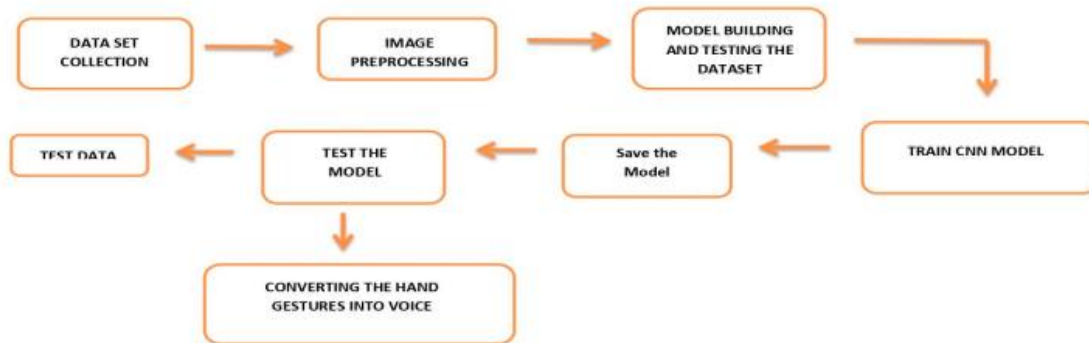 DATA SET
COLLECTION
IMAGE
PREPROCESSING
MODEL BUILDING
AND TESTING THE
DATASET
TRAIN CNN MODEL
Save the
Model
TEST THE
MODEL
TEST DATA
CONVERTING THE HAND
GESTURES INTO VOICE